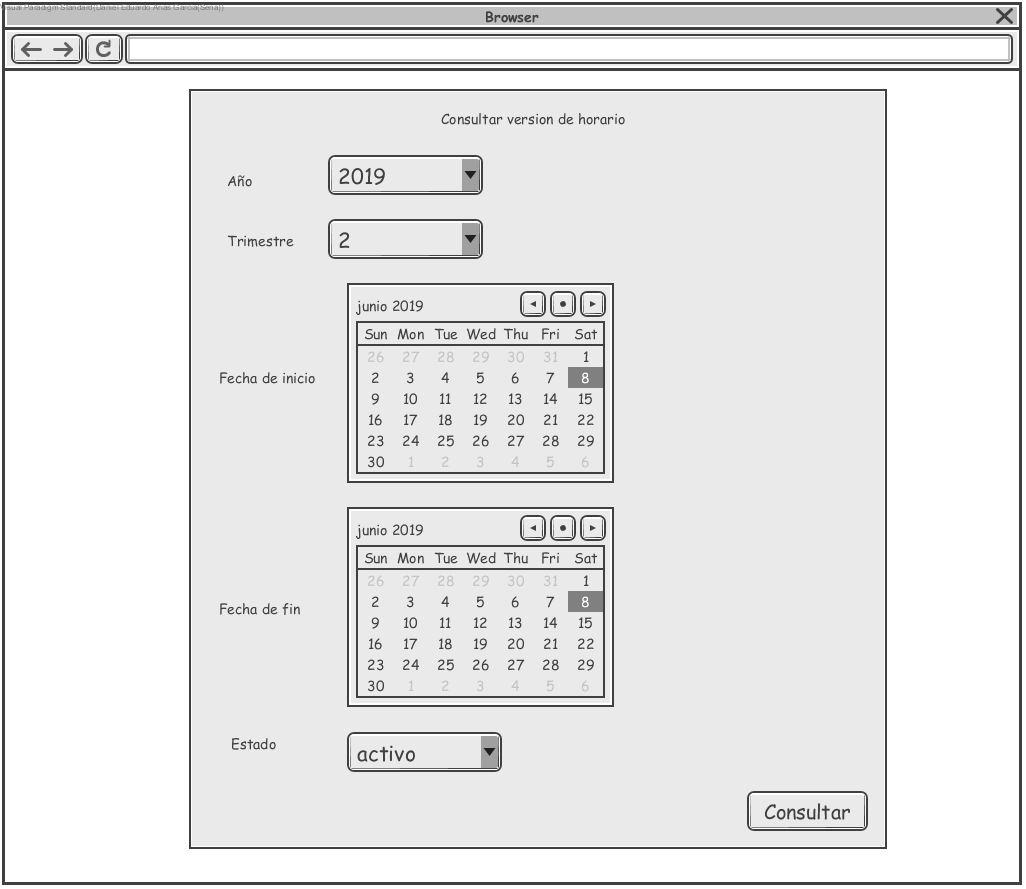 Visual Paradigm Standard(Daniel Eduardo Arias Garcia(Sena))
Browser
Consultar version de horario
Año 2019
Trimestre 2
junio 2019
Sun Mon Tue Wed Thu Fri Sat
26 27 28 29 30 31 1
Fecha de inicio
2 3 4 5 6 7 8
9 10 11 12 13 14 15
16 17 18 19 20 21 22
23 24 25 26 27 28 29
30 1 2 3 4 5 6
junio 2019
Sun Mon Tue Wed Thu Fri Sat
26 27 28 29 30 31 1
Fecha de fin
2 3 4 5 6 7 8
9 10 11 12 13 14 15
16 17 18 19 20 21 22
23 24 25 26 27 28 29
30 1 2 3 4 5 6
Estado activo
Consultar